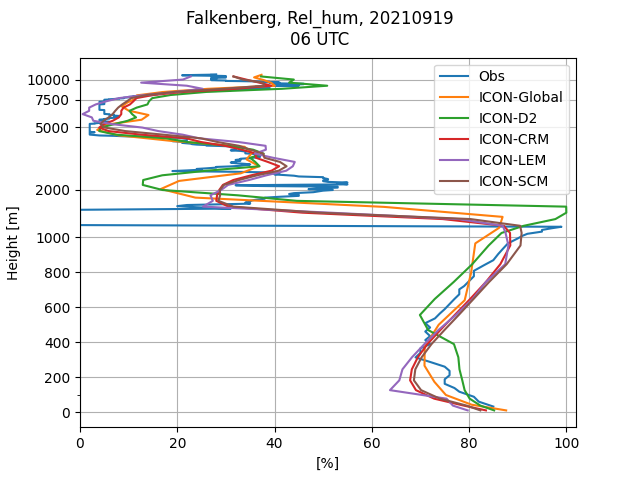 Falkenberg, Rel_hum, 20210919
06 UTC
Height [m]
10000
7500
5000
2000
1000
800
600
400
200
0
0
20
40
60
80
100
[%]
Obs
ICON-Global
ICON-D2
ICON-CRM
ICON-LEM
ICON-SCM